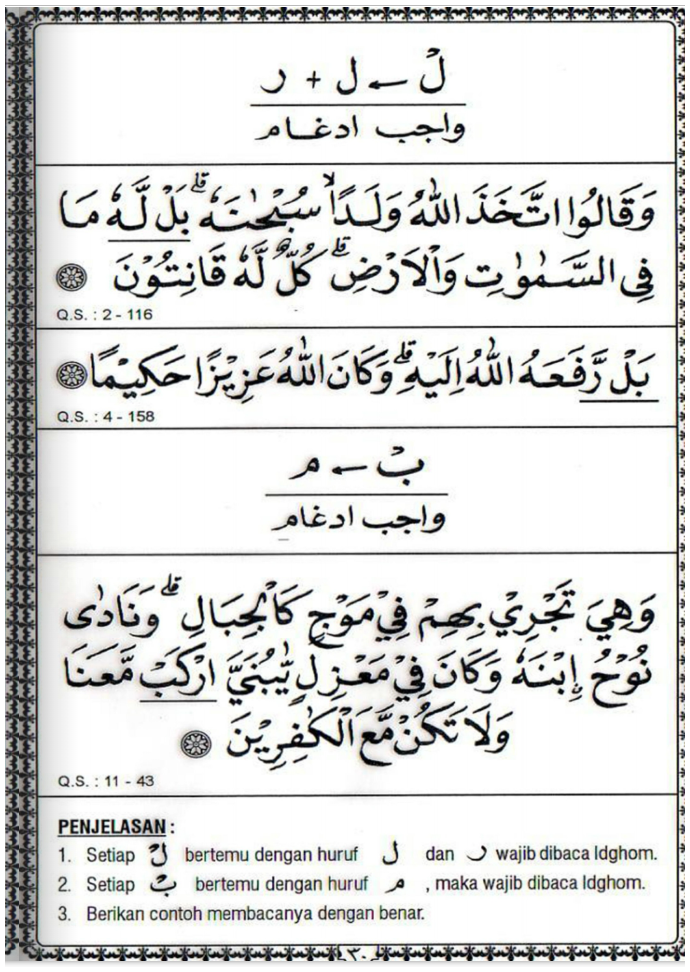 لْ ← ل + ر
واجب ادغام
وَقَالُوا اتَّخَذَ اللّٰهُ وَلَدًاۙ سُبْحٰنَهٗ ۗ بَلْ لَّهٗ مَا
فِى السَّمٰوٰتِ وَالْاَرْضِۗ كُلٌّ لَّهٗ قَانِتُوْنَ
Q.S. : 2 - 116
بَلْ رَّفَعَهُ اللّٰهُ اِلَيْهِۗ وَكَانَ اللّٰهُ عَزِيْزًا حَكِيْمًا
Q.S. : 4 - 158
بْ ← م
واجب ادغام
وَهِيَ تَجْرِيْ بِهِمْ فِيْ مَوْجٍ كَالْجِبَالِ ۗ وَنَادٰى
نُوْحُ ࣙابْنَهٗ وَكَانَ فِيْ مَعْزِلٍ يّٰبُنَيَّ ارْكَبْ مَّعَنَا
وَلَا تَكُنْ مَّعَ الْكٰفِرِيْنَ
Q.S. : 11 - 43
PENJELASAN :
1. Setiap لْ bertemu dengan huruf ل dan ر wajib dibaca Idghom.
2. Setiap بْ bertemu dengan huruf م , maka wajib dibaca Idghom.
3. Berikan contoh membacanya dengan benar.
٣٠